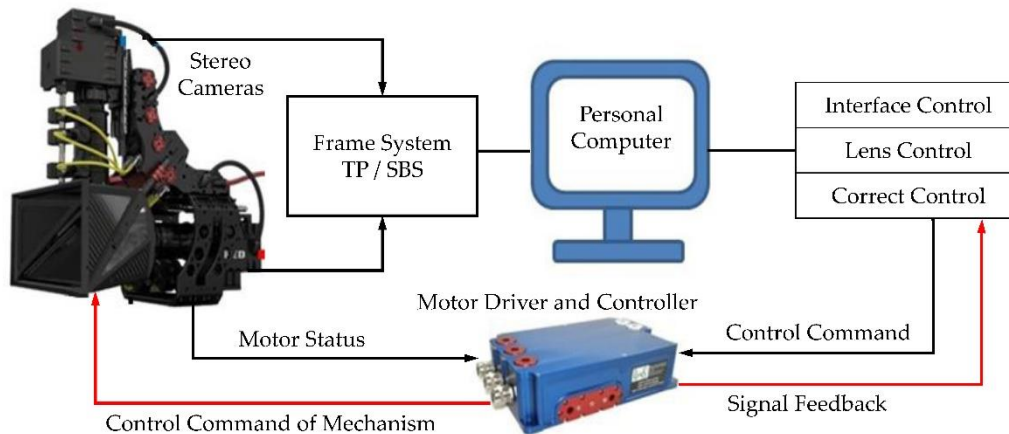 Stereo
Cameras
Frame System
TP / SBS
Personal
Computer
Interface Control
Lens Control
Correct Control
Motor Driver and Controller
Motor Status
Control Command
Control Command of Mechanism
Signal Feedback